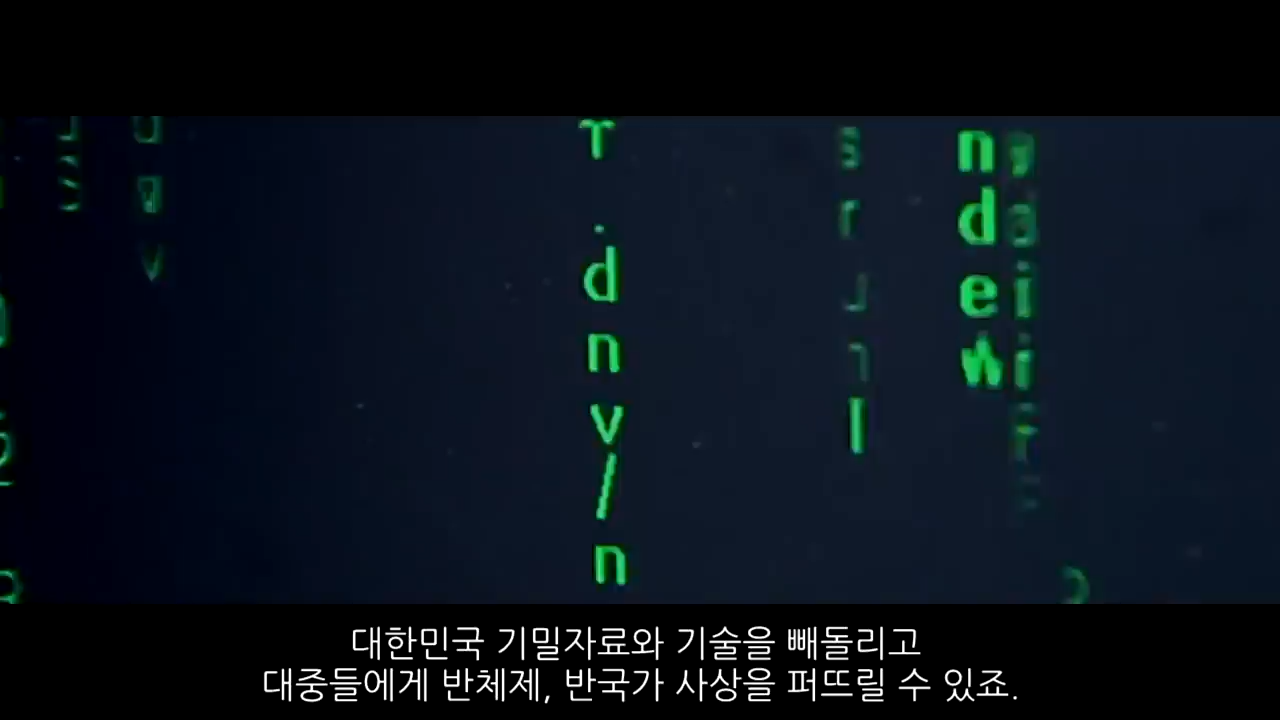 r
.
d
n
v
/
n
s
r
l
n
d
e
w
대한민국 기밀자료와 기술을 빼돌리고
대중들에게 반체제, 반국가 사상을 퍼뜨릴 수 있죠.